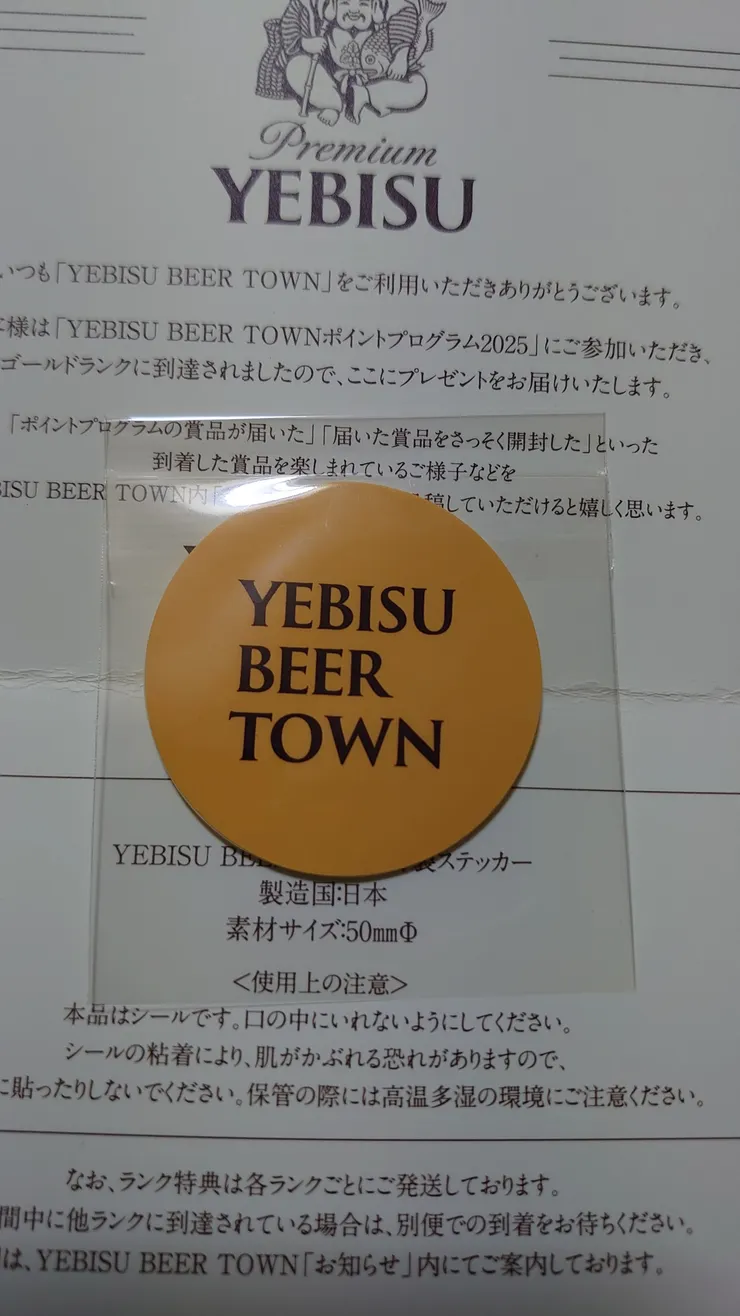 Premium
YEBISU
いつも「YEBISU BEER TOWN」をご利用いただきありがとうございます。
様は「YEBISU BEER TOWNポイントプログラム2025」にご参加いただき、
ゴールドランクに到達されましたので、ここにプレゼントをお届けいたします。
「ポイントプログラムの賞品が届いた」「届いた賞品をさっそく開封した」といった
到着した賞品を楽しまれているご様子などを
BISU BEER TOWN内「 稿していただけると嬉しく思います。
YEBISU
BEER
TOWN
YEBISU BEE 製ステッカー
製造国:日本
素材サイズ:50mmΦ
<使用上の注意>
本品はシールです。口の中にいれないようにしてください。
シールの粘着により、肌がかぶれる恐れがありますので、
に貼ったりしないでください。保管の際には高温多湿の環境にご注意ください。
なお、ランク特典は各ランクごとにご発送しております。
間中に他ランクに到達されている場合は、別便での到着をお待ちください。
は、YEBISU BEER TOWN「お知らせ」内にてご案内しております。